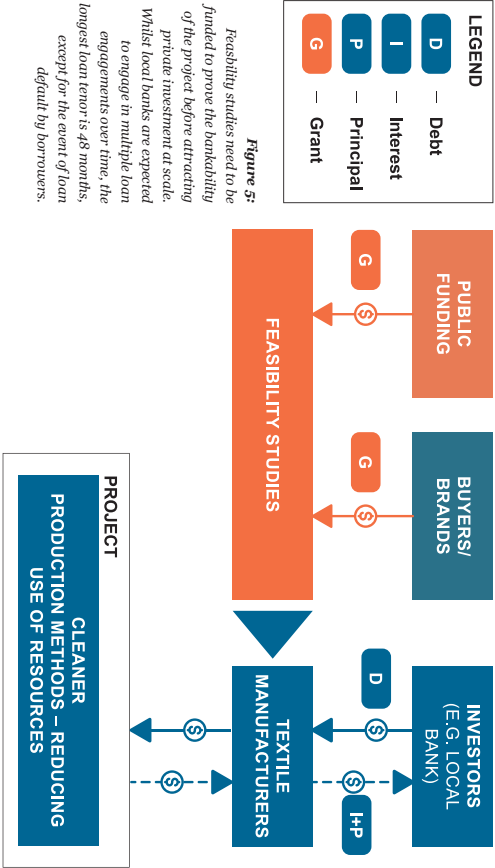 LEGEND
D – Debt
I – Interest
P – Principal
G – Grant
Figure 5:
Feasbility studies need to be
funded to prove the bankability
of the project before attracting
private investment at scale.
Whilst local banks are expected
to engage in multiple loan
engagements over time, the
longest loan tenor is 48 months,
except for the event of loan
default by borrowers.
PUBLIC
FUNDING
BUYERS/
BRANDS
INVESTORS
(E.G. LOCAL
BANK)
G
$
G
$
D
$
$
I+P
FEASIBILITY STUDIES
TEXTILE
MANUFACTURERS
$
$
PROJECT
CLEANER
PRODUCTION METHODS – REDUCING
USE OF RESOURCES